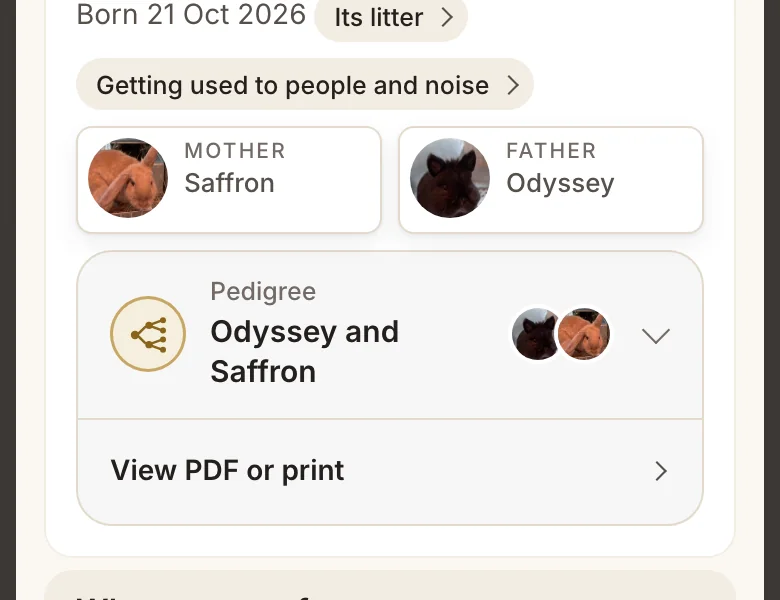 Born 21 Oct 2026 Its litter
Getting used to people and noise
MOTHER
Saffron
FATHER
Odyssey
Pedigree
Odyssey and
Saffron
View PDF or print